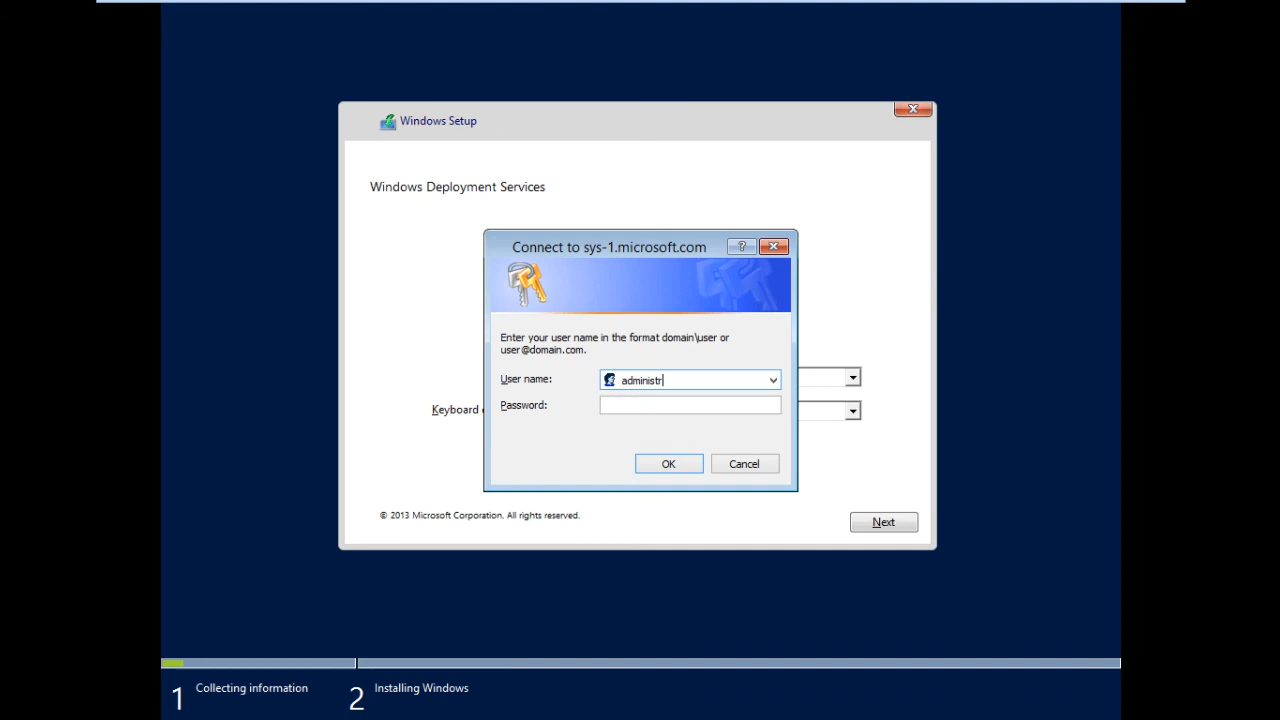 Windows Setup
Windows Deployment Services
Connect to sys-1.microsoft.com
?
Enter your user name in the format domain\user or
user@domain.com.
User name: administr
Password:
Keyboard
OK Cancel
© 2013 Microsoft Corporation. All rights reserved.
Next
1 Collecting information 2 Installing Windows